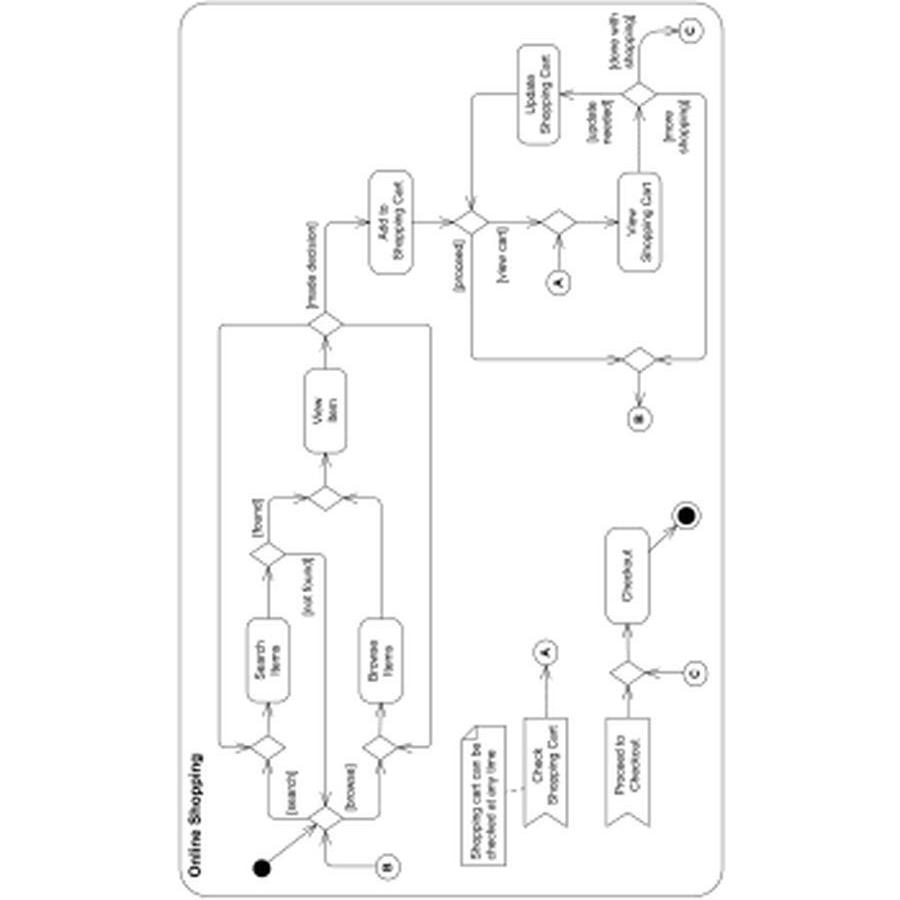 Online Shopping
[search]
[browse]
B
Search
Items
Browse
Items
[not found]
[found]
View
Item
[made decision]
Add to
Shopping Cart
[proceed]
[view cart]
A
Update
Shopping Cart
[update
needed]
View
Shopping Cart
[more
shopping]
[done with
shopping]
C
B
Shopping cart can be
checked at any time
Check
Shopping Cart
A
Proceed to
Checkout
C
Checkout